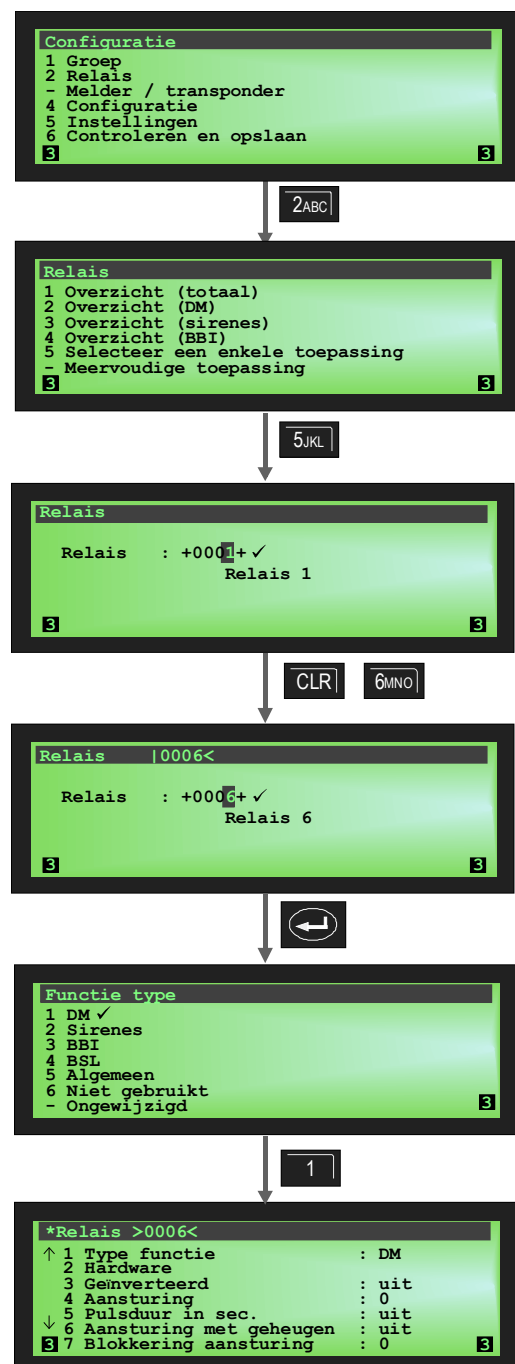 Configuratie
1 Groep
2 Relais
- Melder / transponder
4 Configuratie
5 Instellingen
6 Controleren en opslaan
3 3
2ABC
Relais
1 Overzicht (totaal)
2 Overzicht (DM)
3 Overzicht (sirenes)
4 Overzicht (BBI)
5 Selecteer een enkele toepassing
- Meervoudige toepassing
3 3
5JKL
Relais
Relais : +0001+ ✓
Relais 1
3 3
CLR 6MNO
Relais |0006<
Relais : +0006+ ✓
Relais 6
3 3
Functie type
1 DM ✓
2 Sirenes
3 BBI
4 BSL
5 Algemeen
6 Niet gebruikt
- Ongewijzigd
3
1
*Relais >0006<
↑ 1 Type functie : DM
2 Hardware
3 Geïnverteerd : uit
4 Aansturing : 0
5 Pulsduur in sec. : uit
↓ 6 Aansturing met geheugen : uit
3 7 Blokkering aansturing : 0 3